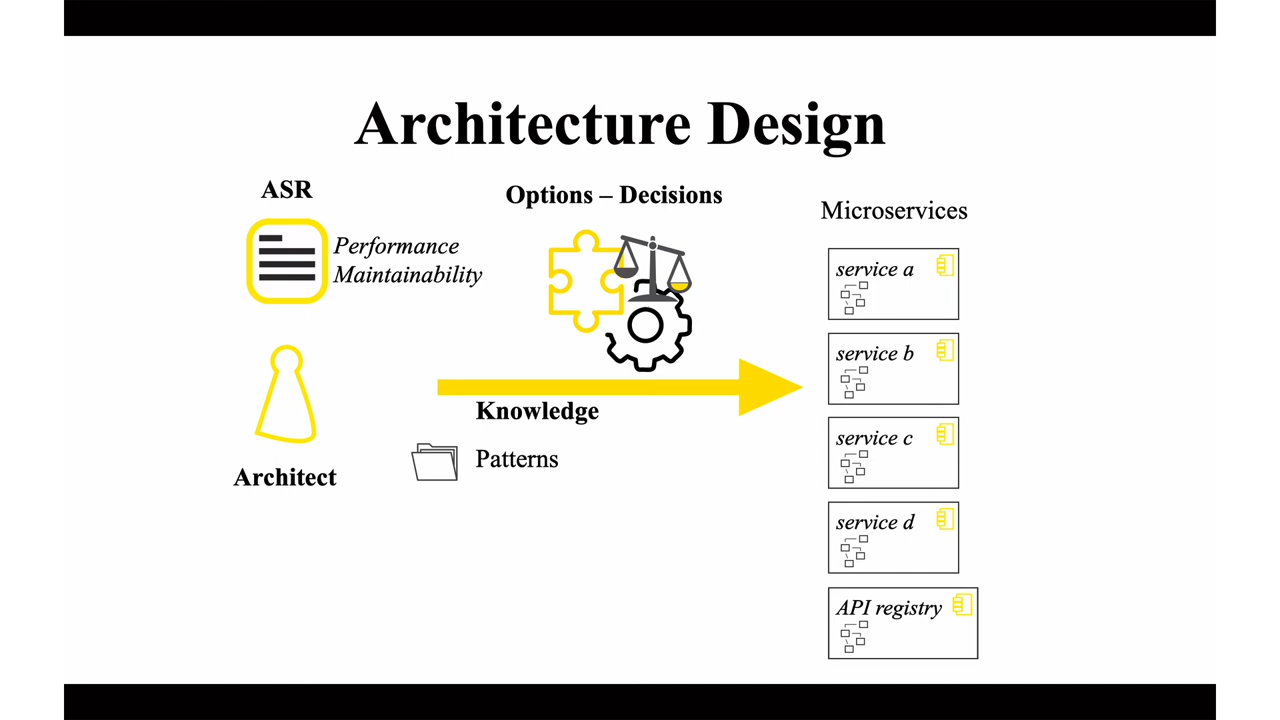 Architecture Design
ASR
Performance
Maintainability
Architect
Options – Decisions
Knowledge
Patterns
Microservices
service a
service b
service c
service d
API registry